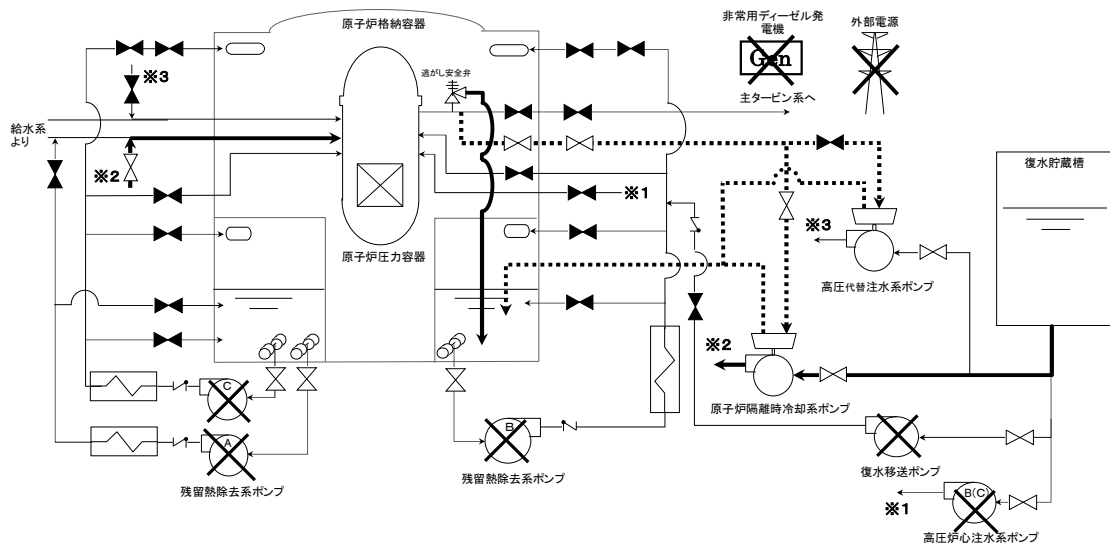 原子炉格納容器
非常用ディーゼル発
電機
外部電源
Gen
逃がし安全弁
※3
主タービン系へ
給水系
より
※2
※1
復水貯蔵槽
※3
原子炉圧力容器
高圧代替注水系ポンプ
※2
原子炉隔離時冷却系ポンプ
C
A
B
残留熱除去系ポンプ
残留熱除去系ポンプ
復水移送ポンプ
B(C)
※1
高圧炉心注水系ポンプ